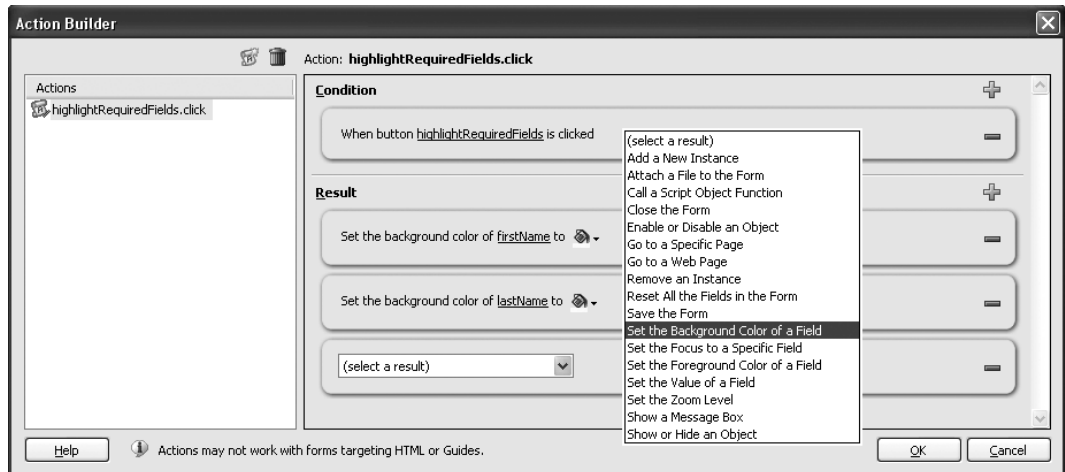 Action Builder
Action: highlightRequiredFields.click
Actions
highlightRequiredFields.click
Condition
When button highlightRequiredFields is clicked
Result
Set the background color of firstName to
Set the background color of lastName to
(select a result)
(select a result)
Add a New Instance
Attach a File to the Form
Call a Script Object Function
Close the Form
Enable or Disable an Object
Go to a Specific Page
Go to a Web Page
Remove an Instance
Reset All the Fields in the Form
Save the Form
Set the Background Color of a Field
Set the Focus to a Specific Field
Set the Foreground Color of a Field
Set the Value of a Field
Set the Zoom Level
Show a Message Box
Show or Hide an Object
Help
Actions may not work with forms targeting HTML or Guides.
OK
Cancel